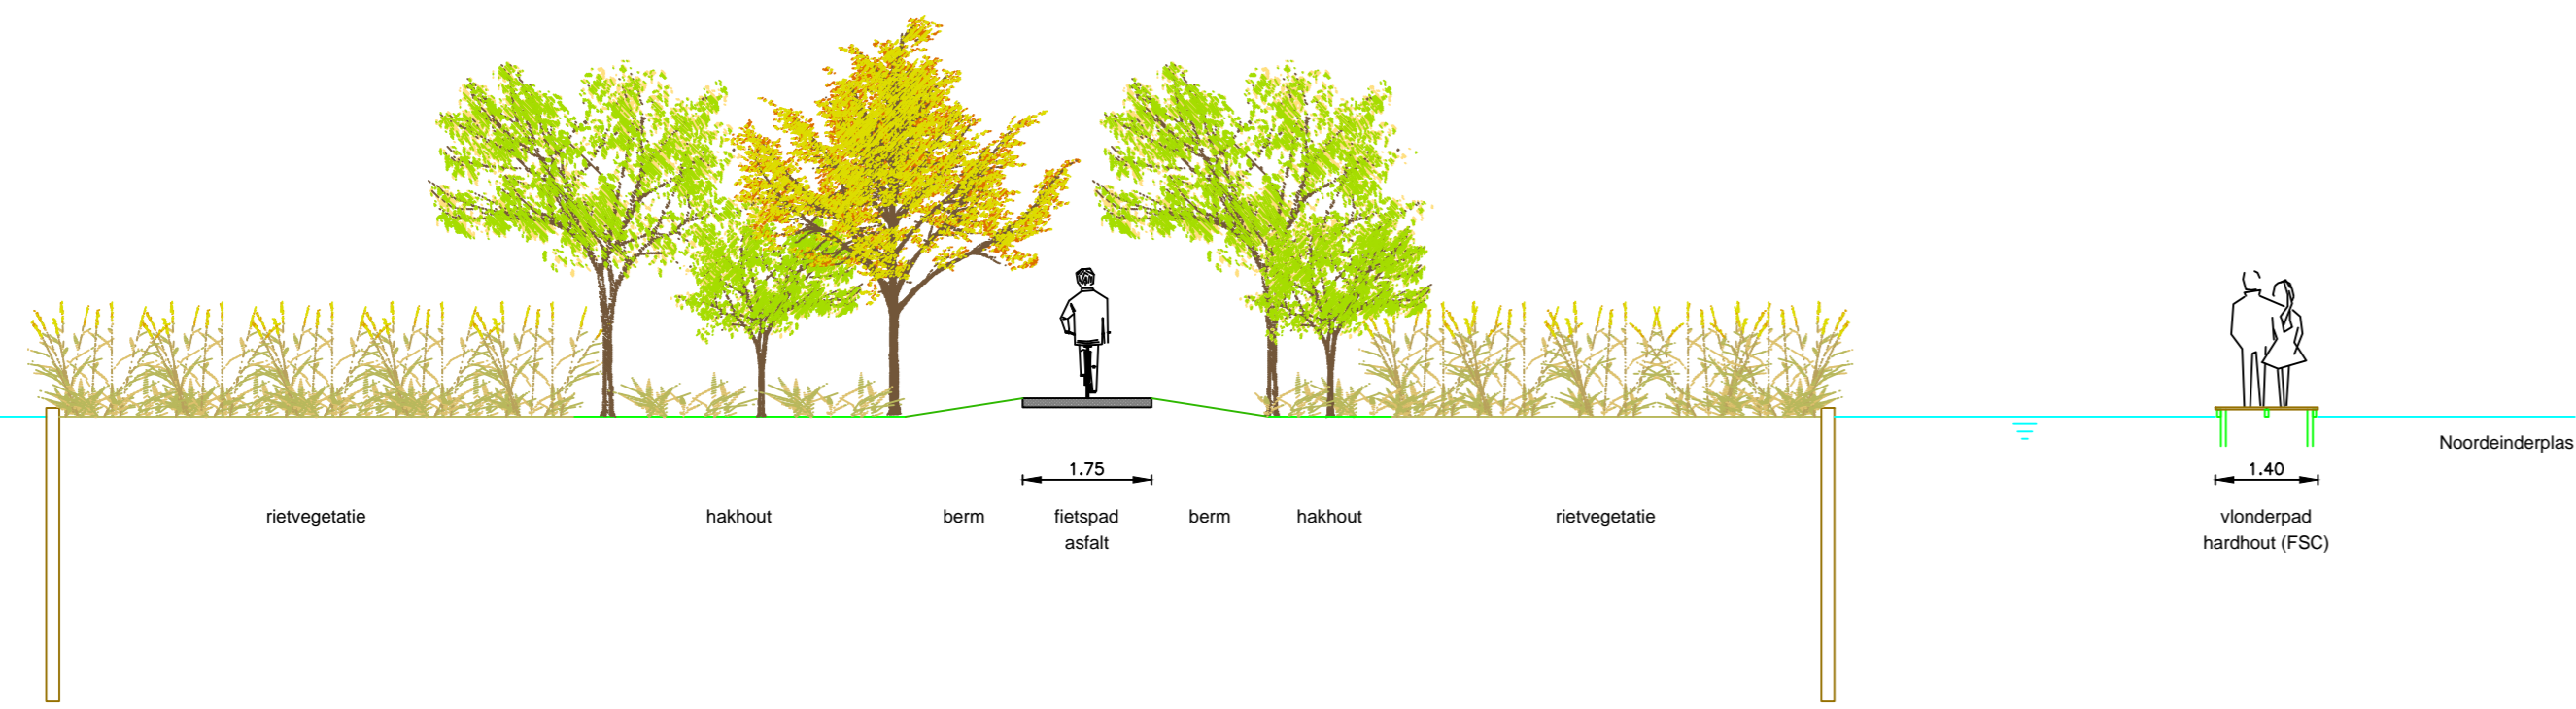 Noordeinderplas
1.75
1.40
rietvegetatie
hakhout
berm
fietspad
asfalt
berm
hakhout
rietvegetatie
vlonderpad
hardhout (FSC)